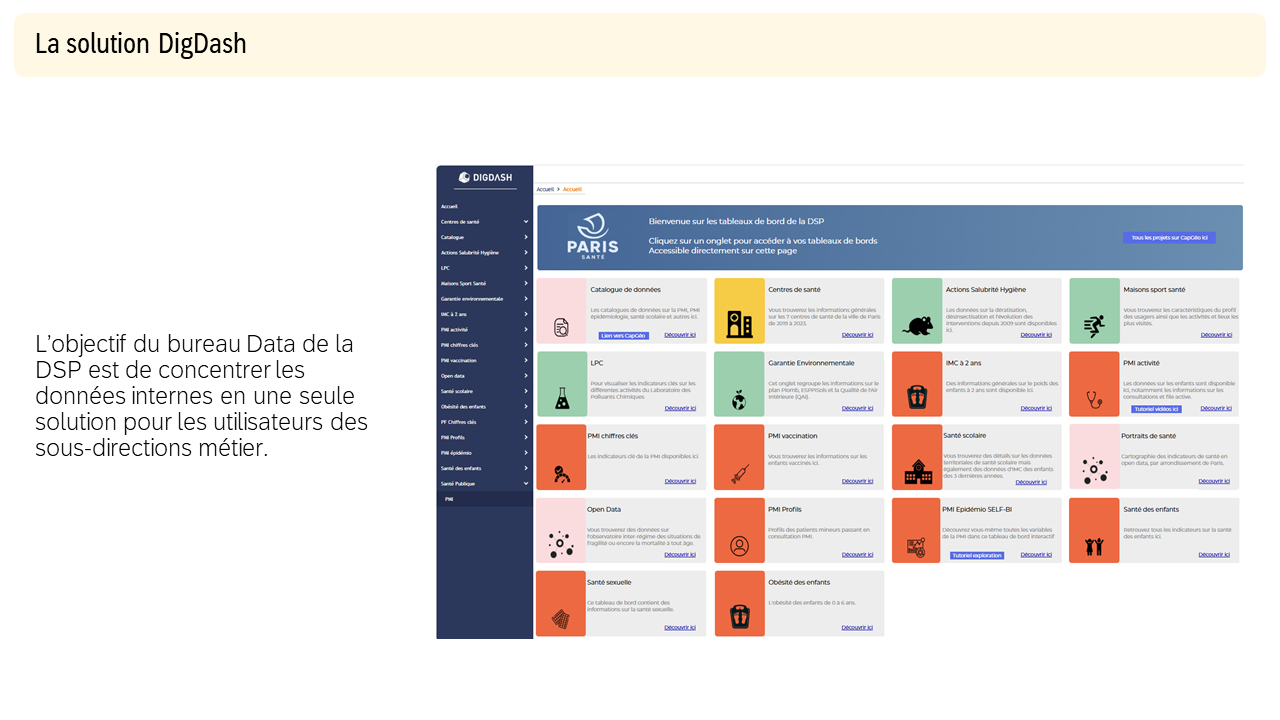 La solution DigDash
L'objectif du bureau Data de la
DSP est de concentrer les
données internes en une seule
solution pour les utilisateurs des
sous-directions métier.
DIGDASH
Accueil
Centres de santé
Catalogue
Actions Salubrité Hygiène
LPC
Maisons Sport Santé
Garantie environnementale
IMC à 2 ans
PMI activité
PMI chiffres clés
PMI vaccination
Open data
Santé scolaire
Obésité des enfants
PF Chiffres clés
PMI Profils
PMI épidémio
Santé des enfants
Santé Publique
PMI
Accueil > Accueil
PARIS
SANTÉ
Bienvenue sur les tableaux de bord de la DSP
Cliquez sur un onglet pour accéder à vos tableaux de bords
Accessible directement sur cette page
Tous les projets sur CapGéo ici
Catalogue de données
Les catalogues de données sur la PMI, PMI
épidémiologie, santé scolaire et autres ici.
Lien vers CapGéo
Découvrir ici
Centres de santé
Vous trouverez les informations générales
sur les 7 centres de santé de la ville de Paris
de 2019 à 2023.
Découvrir ici
Actions Salubrité Hygiène
Les données sur la dératisation,
désinsectisation et l'évolution des
interventions depuis 2009 sont disponibles
ici.
Découvrir ici
Maisons sport santé
Vous trouverez les caractéristiques du profil
des usagers ainsi que les activités et lieux les
plus visités.
Découvrir ici
LPC
Pour visualiser les indicateurs clés sur les
différentes activités du Laboratoire des
Polluants Chimiques.
Découvrir ici
Garantie Environnementale
Cet onglet regroupe les informations sur le
plan Plomb, ESPPISols et la Qualité de l'Air
Intérieure (QAI).
Découvrir ici
IMC à 2 ans
Des informations générales sur le poids des
enfants à 2 ans sont disponible ici.
Découvrir ici
PMI activité
Les données sur les enfants sont disponible
ici, notamment les informations sur les
consultations et file active.
Tutoriel vidéos ici
Découvrir ici
PMI chiffres clés
Les indicateurs clé de la PMI disponibles ici.
Découvrir ici
PMI vaccination
Vous trouverez les informations sur les
enfants vaccinés ici.
Découvrir ici
Santé scolaire
Vous trouverez des détails sur les données
territoriales de santé scolaire mais
également des données d'IMC des enfants
des 3 dernières années.
Découvrir ici
Portraits de santé
Cartographie des indicateurs de santé en
open data, par arrondissement de Paris.
Découvrir ici
Open Data
Vous trouverez des données sur
l'observatoire inter-régime des situations de
fragilité ou encore la mortalité à tout âge.
Découvrir ici
PMI Profils
Profils des patients mineurs passant en
consultation PMI.
Découvrir ici
PMI Epidémio SELF-BI
Découvrez vous-même toutes les variables
de la PMI dans ce tableau de bord interactif
Tutoriel exploration
Découvrir ici
Santé des enfants
Retrouvez tous les indicateurs sur la santé
des enfants ici.
Découvrir ici
Santé sexuelle
Ce tableau de bord contient des
informations sur la santé sexuelle.
Découvrir ici
Obésité des enfants
L'obésité des enfants de 0 à 6 ans.
Découvrir ici